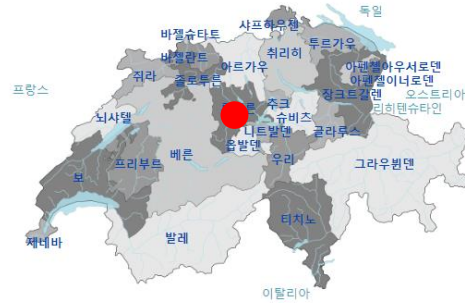 독일
샤프하우젠
바젤슈타트
투르가우
바젤란트
취리히
아르가우
아펜젤아우서로덴
쥐라
아펜젤이너로덴
졸로투른
장크트갈렌
오스트리아
프랑스
추크
리히텐슈타인
뇌샤텔
슈비츠
니트발덴
글라루스
옵발덴
베른
우리
프리부르
그라우뷘덴
보
티치노
발레
제네바
이탈리아